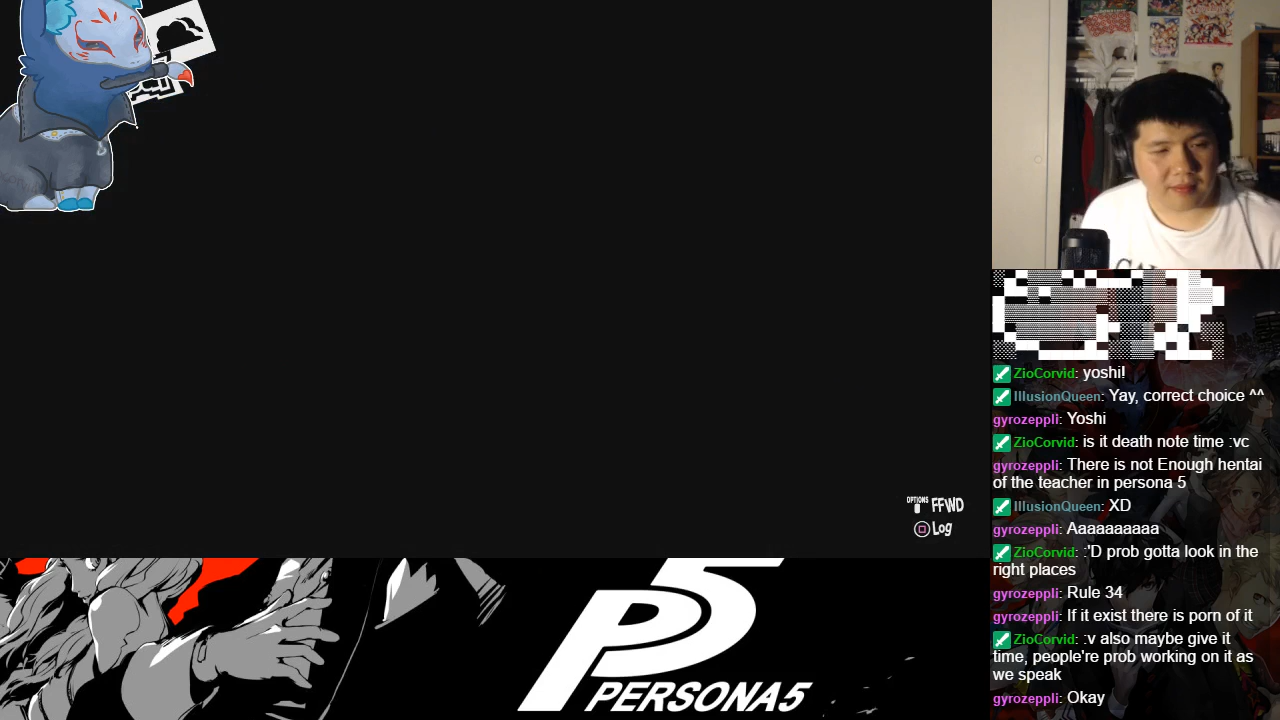 OPTIONS FFWD
Log
ZioCorvid: yoshi!
IllusionQueen: Yay, correct choice ^^
gyrozeppli: Yoshi
ZioCorvid: is it death note time :vc
gyrozeppli: There is not Enough hentai
of the teacher in persona 5
IllusionQueen: XD
gyrozeppli: Aaaaaaaaaa
ZioCorvid: :'D prob gotta look in the
right places
gyrozeppli: Rule 34
gyrozeppli: If it exist there is porn of it
ZioCorvid: :v also maybe give it
time, people're prob working on it as
we speak
gyrozeppli: Okay
P5
PERSONA5